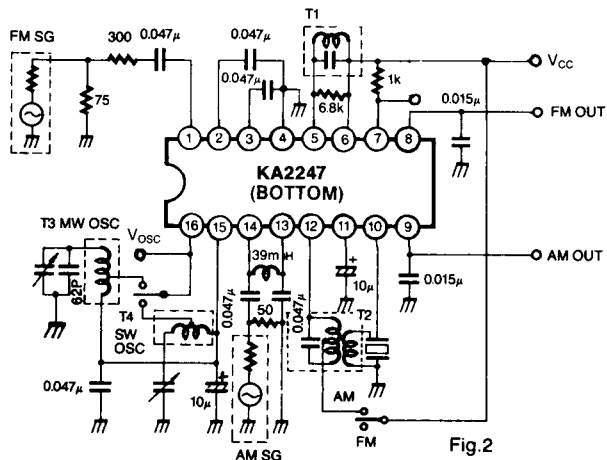 T1
FM SG
300
0.047μ
0.047μ
0.047μ
75
6.8k
1k
VCC
0.015μ
FM OUT
1 2 3 4 5 6 7 8
KA2247
(BOTTOM)
16 15 14 13 12 11 10 9
T3 MW OSC
VOSC
39m H
AM OUT
62P
T4
SW
OSC
0.047μ
50
0.047μ
10μ
0.015μ
T2
0.047μ
10μ
AM
FM
AM SG
Fig.2